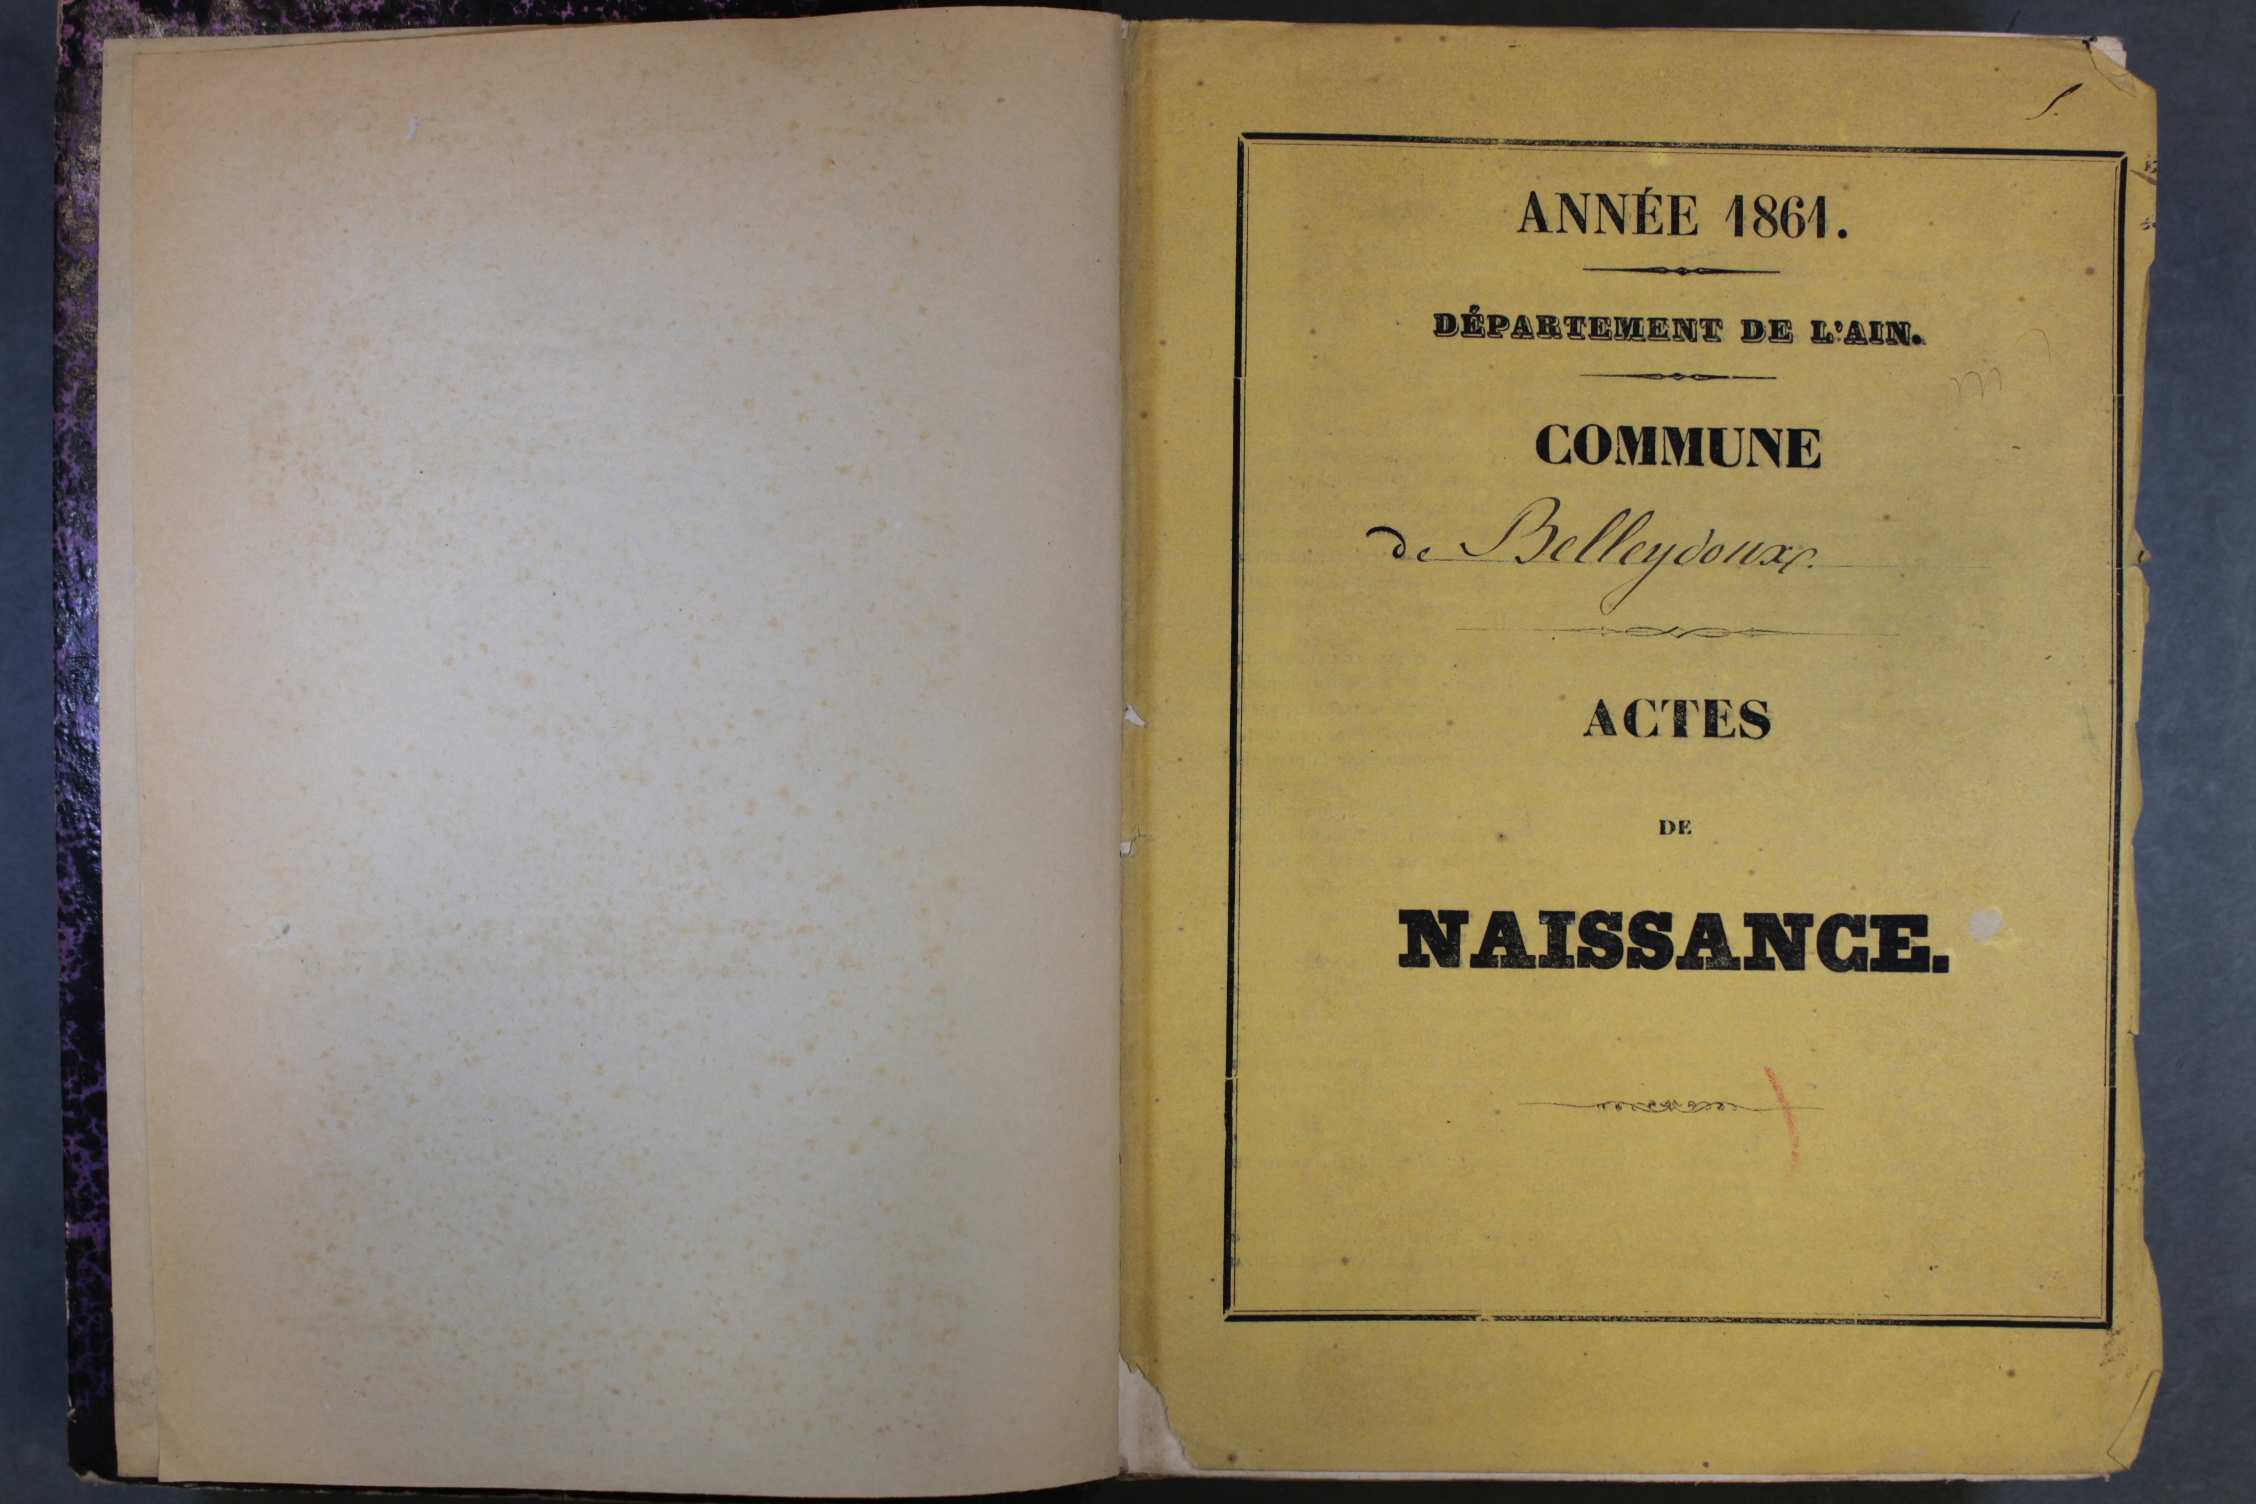 ANNÉE 1861.
DÉPARTEMENT DE L'AIN.
COMMUNE
de Belleydoux.
ACTES
DE
NAISSANCE.